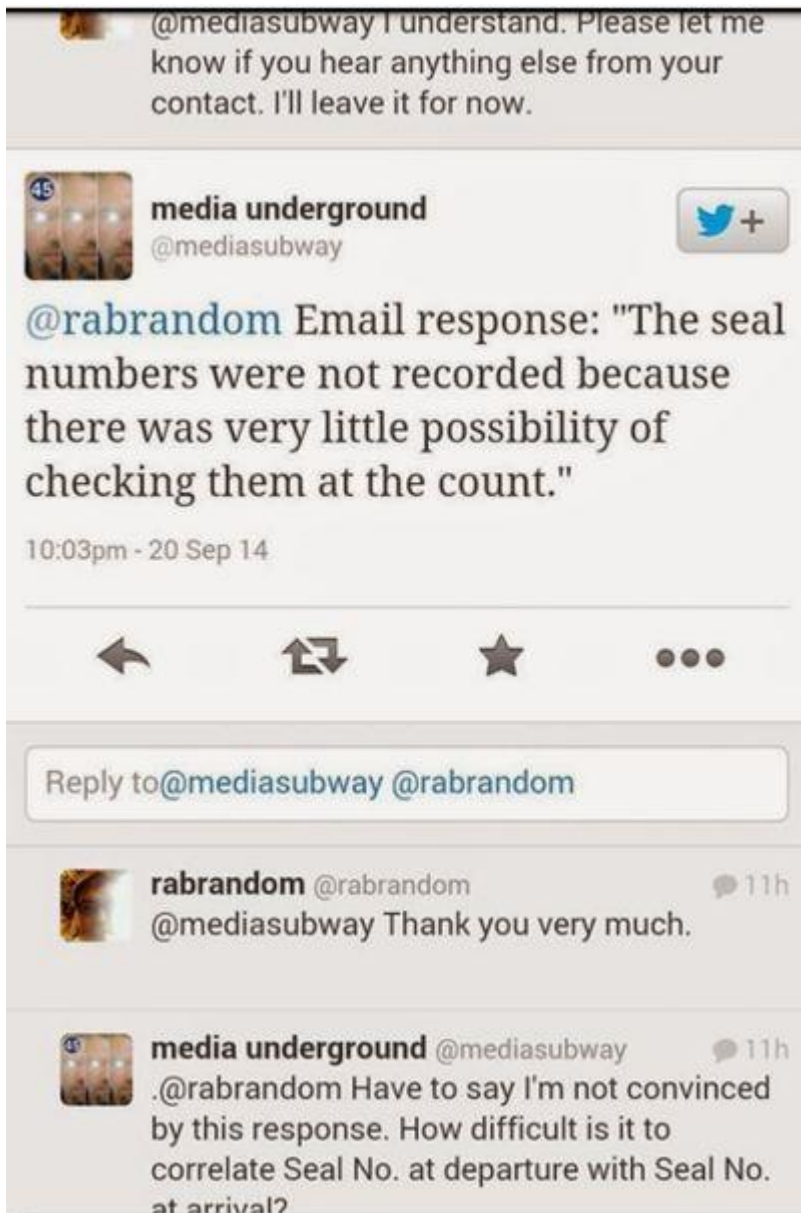 @mediasubway I understand. Please let me
know if you hear anything else from your
contact. I'll leave it for now.
45
media underground
@mediasubway
+
@rabrandom Email response: "The seal
numbers were not recorded because
there was very little possibility of
checking them at the count."
10:03pm - 20 Sep 14
Reply to@mediasubway @rabrandom
rabrandom @rabrandom 11h
@mediasubway Thank you very much.
45
media underground @mediasubway 11h
.@rabrandom Have to say I'm not convinced
by this response. How difficult is it to
correlate Seal No. at departure with Seal No.
at arrival?